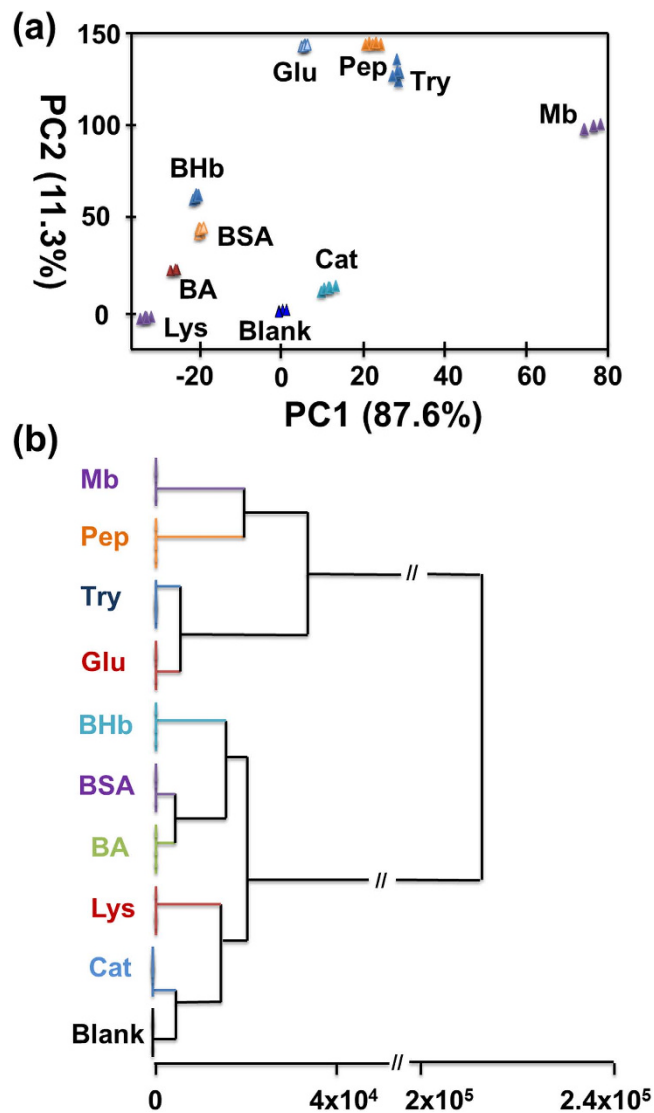 (a)
150
100
50
0
PC2 (11.3%)
Glu
Pep
Try
Mb
BHb
BSA
BA
Cat
Lys
Blank
-20 0 20 40 60 80
PC1 (87.6%)
(b)
Mb
Pep
Try
Glu
BHb
BSA
BA
Lys
Cat
Blank
0 4x10⁴ 2x10⁵ 2.4x10⁵